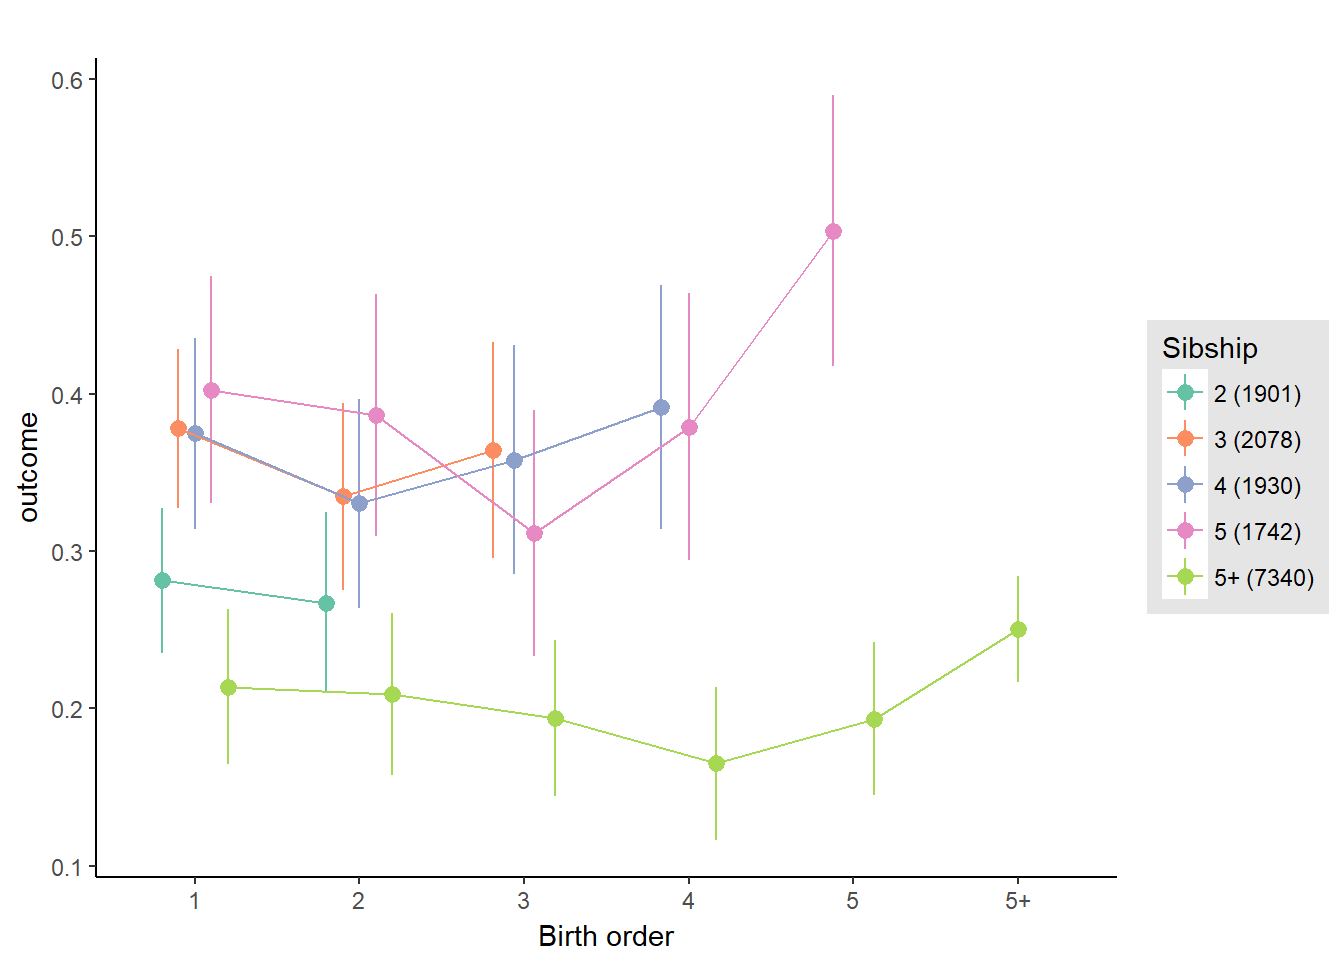 0.6
0.5
0.4
0.3
0.2
0.1
outcome
1 2 3 4 5 5+
Birth order
Sibship
2 (1901)
3 (2078)
4 (1930)
5 (1742)
5+ (7340)